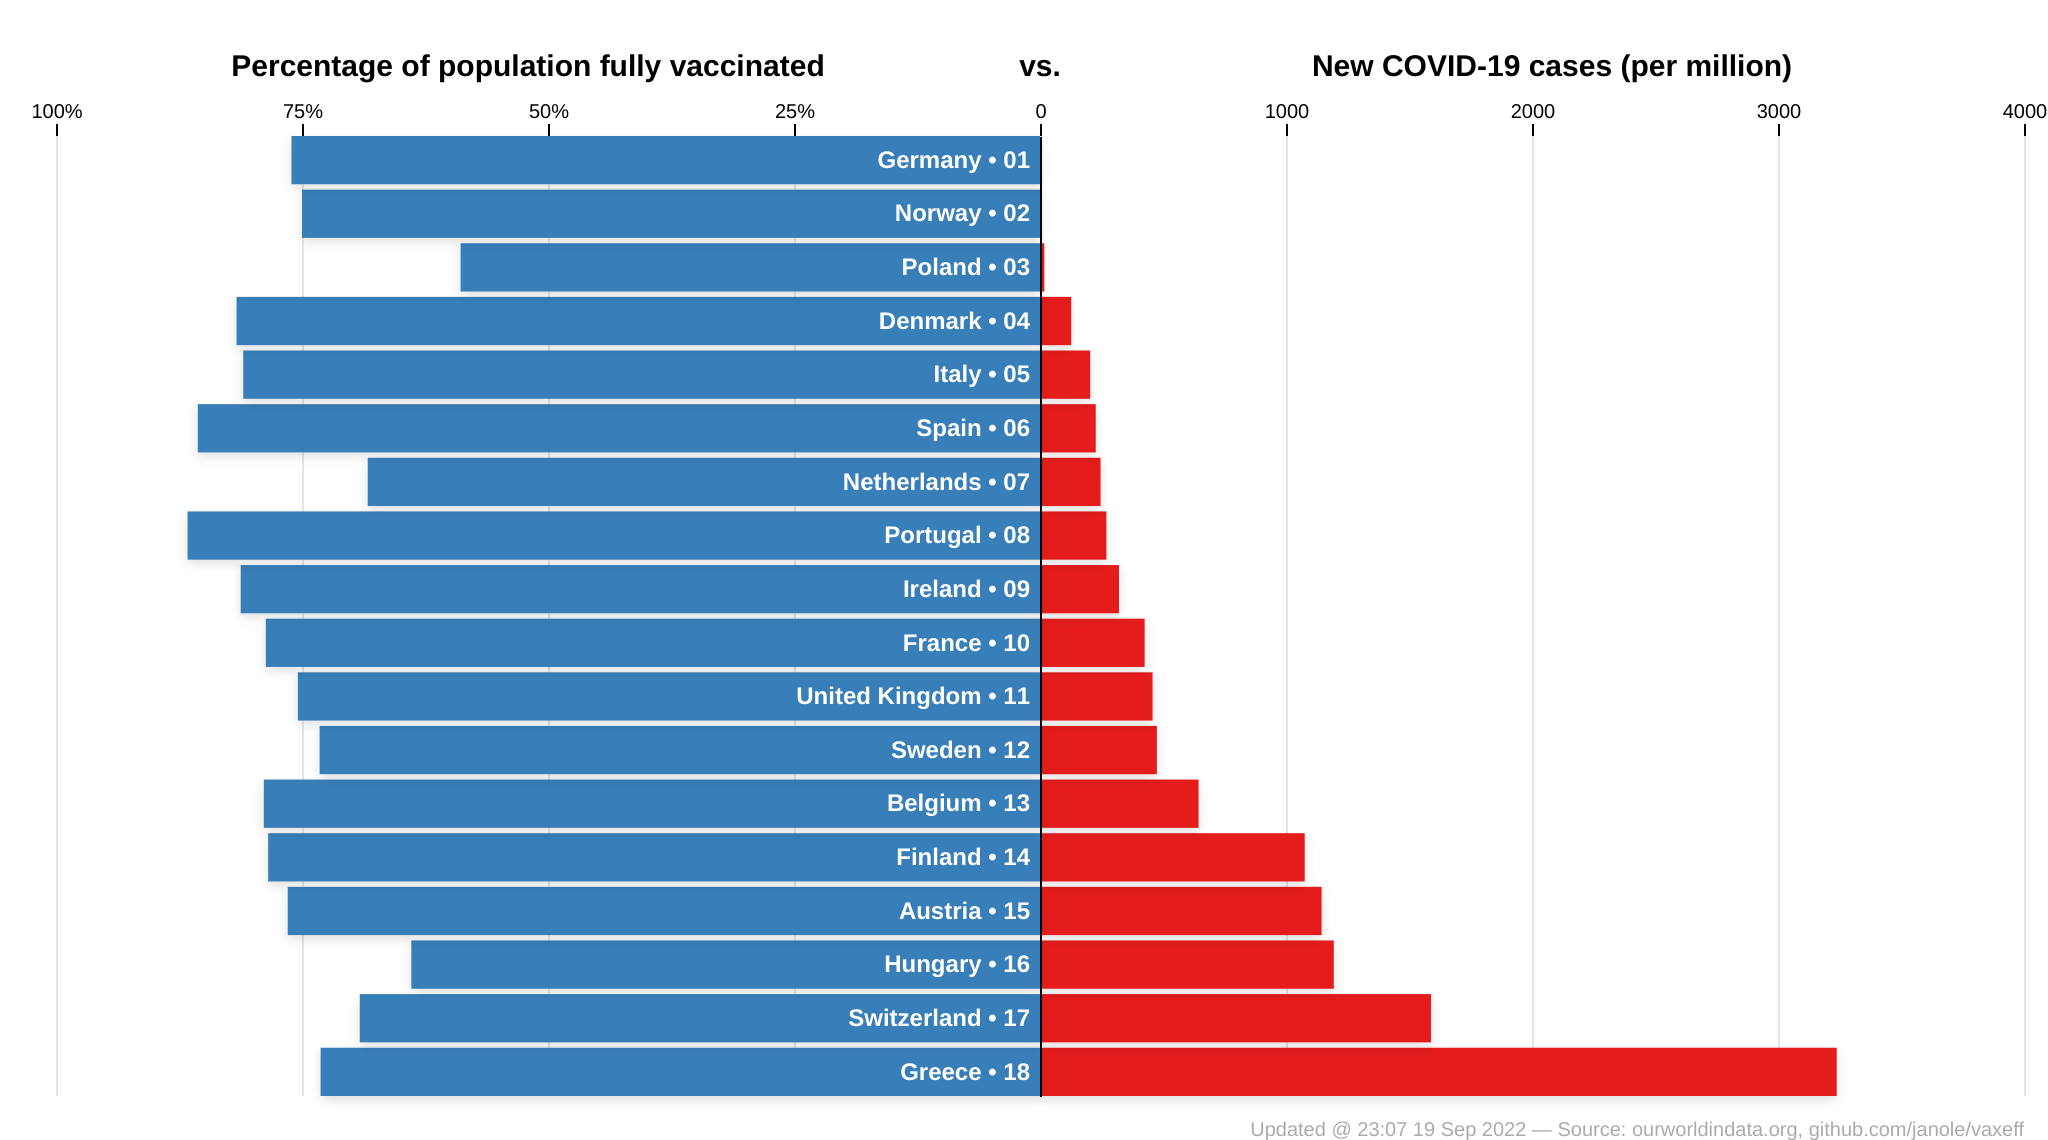 Percentage of population fully vaccinated vs. New COVID-19 cases (per million)
100% 75% 50% 25% 0 1000 2000 3000 4000
Germany • 01
Norway • 02
Poland • 03
Denmark • 04
Italy • 05
Spain • 06
Netherlands • 07
Portugal • 08
Ireland • 09
France • 10
United Kingdom • 11
Sweden • 12
Belgium • 13
Finland • 14
Austria • 15
Hungary • 16
Switzerland • 17
Greece • 18
Updated @ 23:07 19 Sep 2022 — Source: ourworldindata.org, github.com/janole/vaxeff